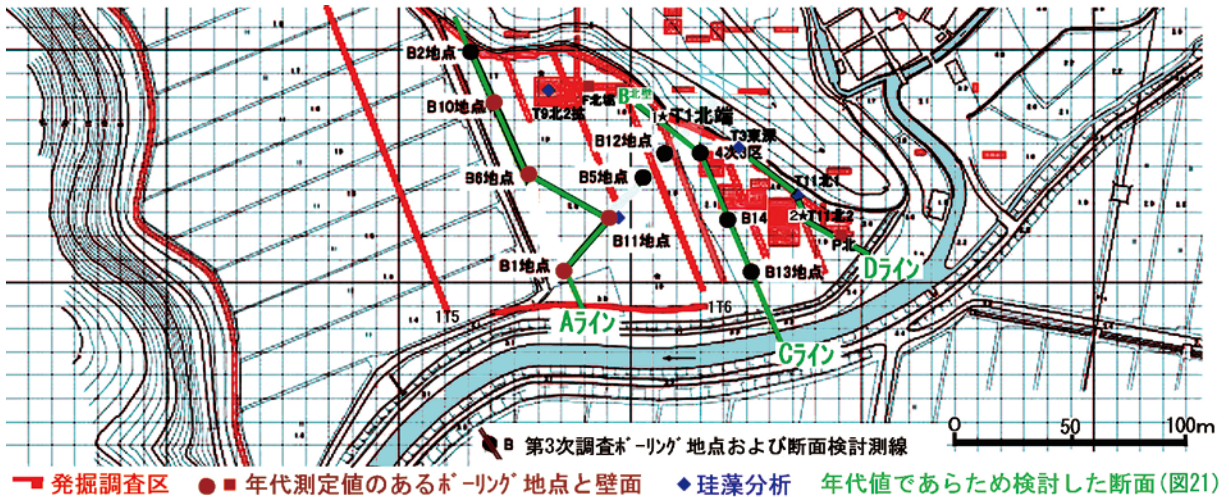 B2地点
B10地点
T9北2拡
F北壁
B北壁
1★T1北端
T3東深
B12地点
4次3区
B6地点
B5地点
T11北1
2★T11北2
B14
B11地点
P北
B1地点
B13地点
Dライン
1T5
Aライン
1T6
Cライン
0 50 100m
B 第3次調査ボーリング地点および断面検討測線
発掘調査区 年代測定値のあるボーリング地点と壁面 珪藻分析 年代値であらため検討した断面(図21)